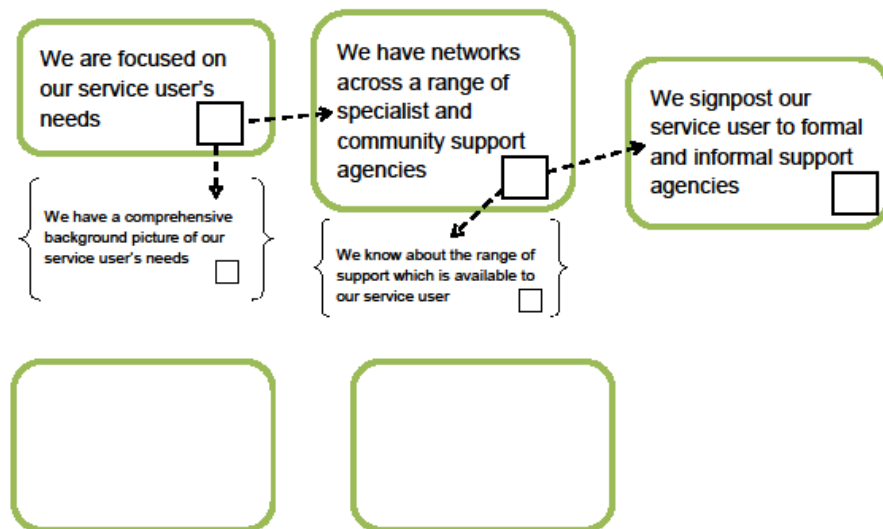 We are focused on
our service user's
needs
We have networks
across a range of
specialist and
community support
agencies
We signpost our
service user to formal
and informal support
agencies
We have a comprehensive
background picture of our
service user's needs
We know about the range of
support which is available to
our service user